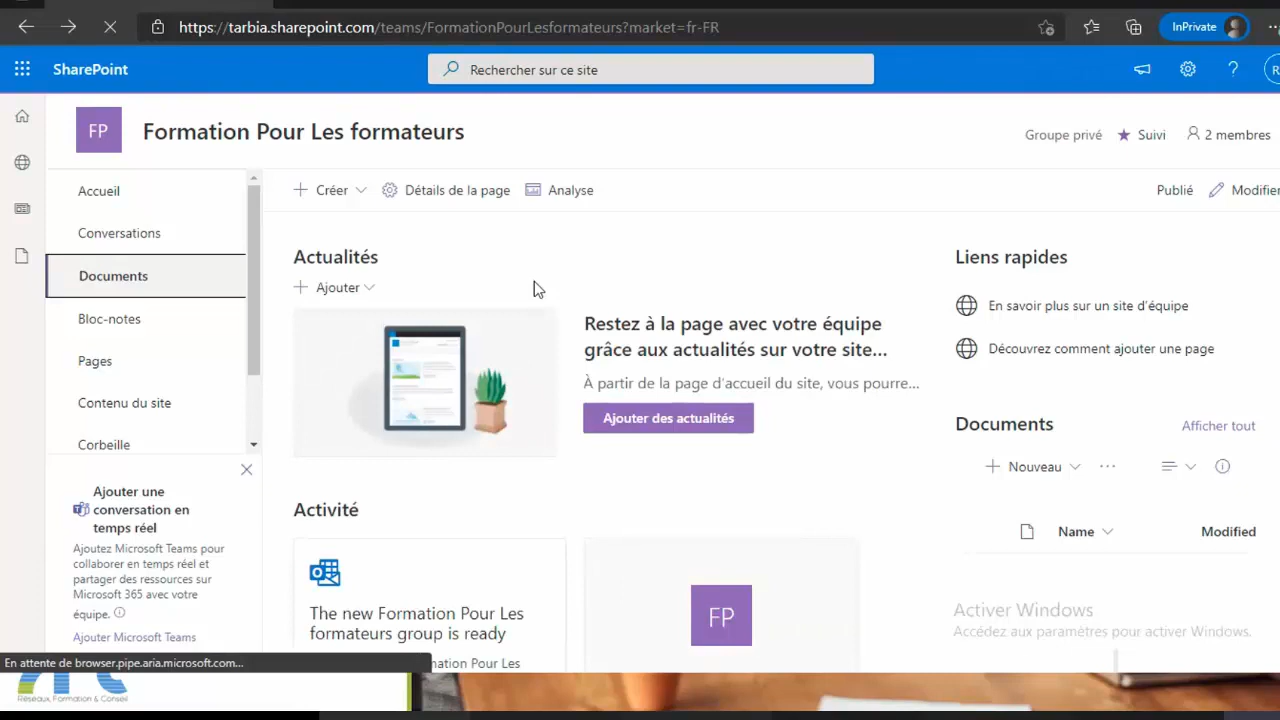 https://tarbia.sharepoint.com/teams/FormationPourLesformateurs?market=fr-FR
InPrivate
SharePoint
Rechercher sur ce site
FP
Formation Pour Les formateurs
Groupe privé
Suivi
2 membres
Accueil
Créer
Détails de la page
Analyse
Publié
Modifier
Conversations
Documents
Bloc-notes
Pages
Contenu du site
Corbeille
Actualités
Ajouter
Restez à la page avec votre équipe
grâce aux actualités sur votre site...
À partir de la page d'accueil du site, vous pourre...
Ajouter des actualités
Liens rapides
En savoir plus sur un site d'équipe
Découvrez comment ajouter une page
Documents
Afficher tout
Nouveau
Name
Modified
Ajouter une
conversation en
temps réel
Ajoutez Microsoft Teams pour
collaborer en temps réel et
partager des ressources sur
Microsoft 365 avec votre
équipe.
Ajouter Microsoft Teams
Activité
The new Formation Pour Les
formateurs group is ready
mation Pour Les
FP
Activer Windows
Accédez aux paramètres pour activer Windows.
En attente de browser.pipe.aria.microsoft.com...
Réseaux, Formation & Conseil